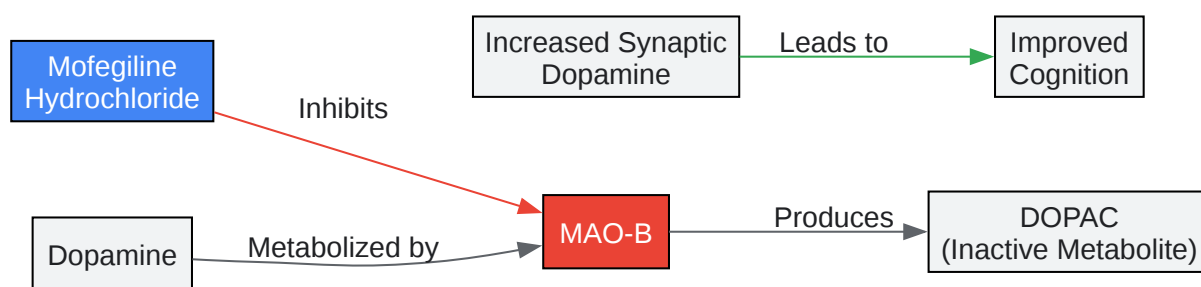 Increased Synaptic
Dopamine
Leads to
Improved
Cognition
Mofegiline
Hydrochloride
Inhibits
Dopamine
Metabolized by
MAO-B
Produces
DOPAC
(Inactive Metabolite)